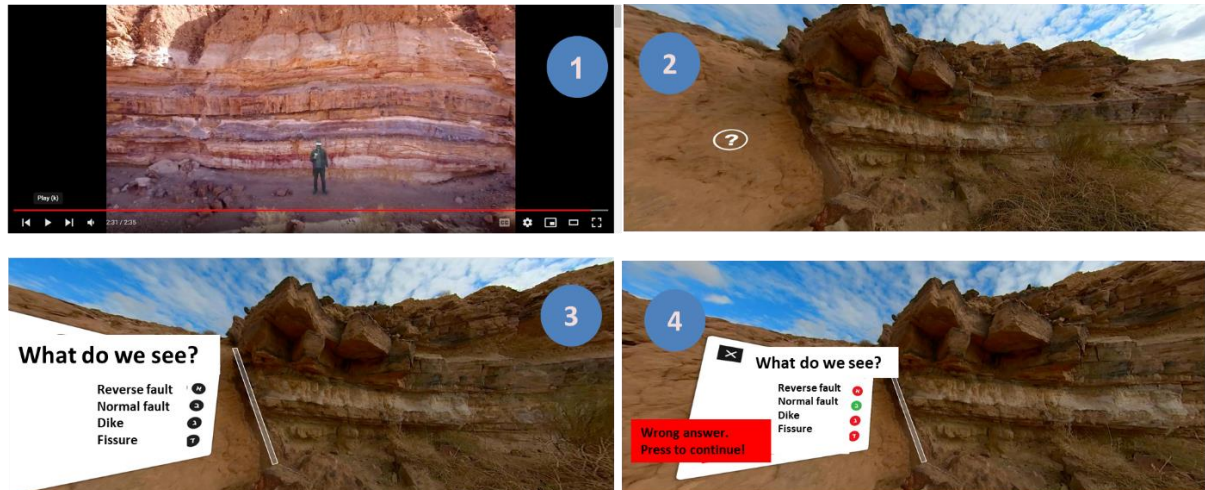 1
Play (k)
2:31 / 2:35
2
?
3
What do we see?
Reverse fault א
Normal fault ב
Dike ג
Fissure ד
4
What do we see?
Reverse fault א
Normal fault ב
Dike ג
Fissure ד
Wrong answer.
Press to continue!